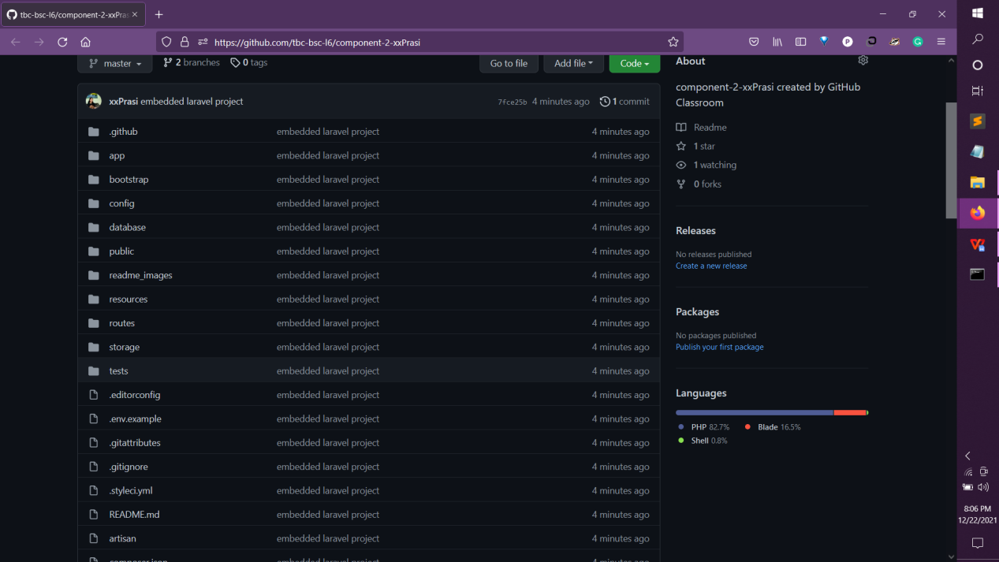 tbc-bsc-l6/component-2-xxPras
https://github.com/tbc-bsc-l6/component-2-xxPrasi
master
2 branches
0 tags
Go to file
Add file
Code
xxPrasi embedded laravel project
7fce25b 4 minutes ago
1 commit
.github embedded laravel project 4 minutes ago
app embedded laravel project 4 minutes ago
bootstrap embedded laravel project 4 minutes ago
config embedded laravel project 4 minutes ago
database embedded laravel project 4 minutes ago
public embedded laravel project 4 minutes ago
readme_images embedded laravel project 4 minutes ago
resources embedded laravel project 4 minutes ago
routes embedded laravel project 4 minutes ago
storage embedded laravel project 4 minutes ago
tests embedded laravel project 4 minutes ago
.editorconfig embedded laravel project 4 minutes ago
.env.example embedded laravel project 4 minutes ago
.gitattributes embedded laravel project 4 minutes ago
.gitignore embedded laravel project 4 minutes ago
.styleci.yml embedded laravel project 4 minutes ago
README.md embedded laravel project 4 minutes ago
artisan embedded laravel project 4 minutes ago
composer.json embedded laravel project 4 minutes ago
About
component-2-xxPrasi created by GitHub
Classroom
Readme
1 star
1 watching
0 forks
Releases
No releases published
Create a new release
Packages
No packages published
Publish your first package
Languages
PHP 82.7%
Blade 16.5%
Shell 0.8%
8:06 PM
12/22/2021